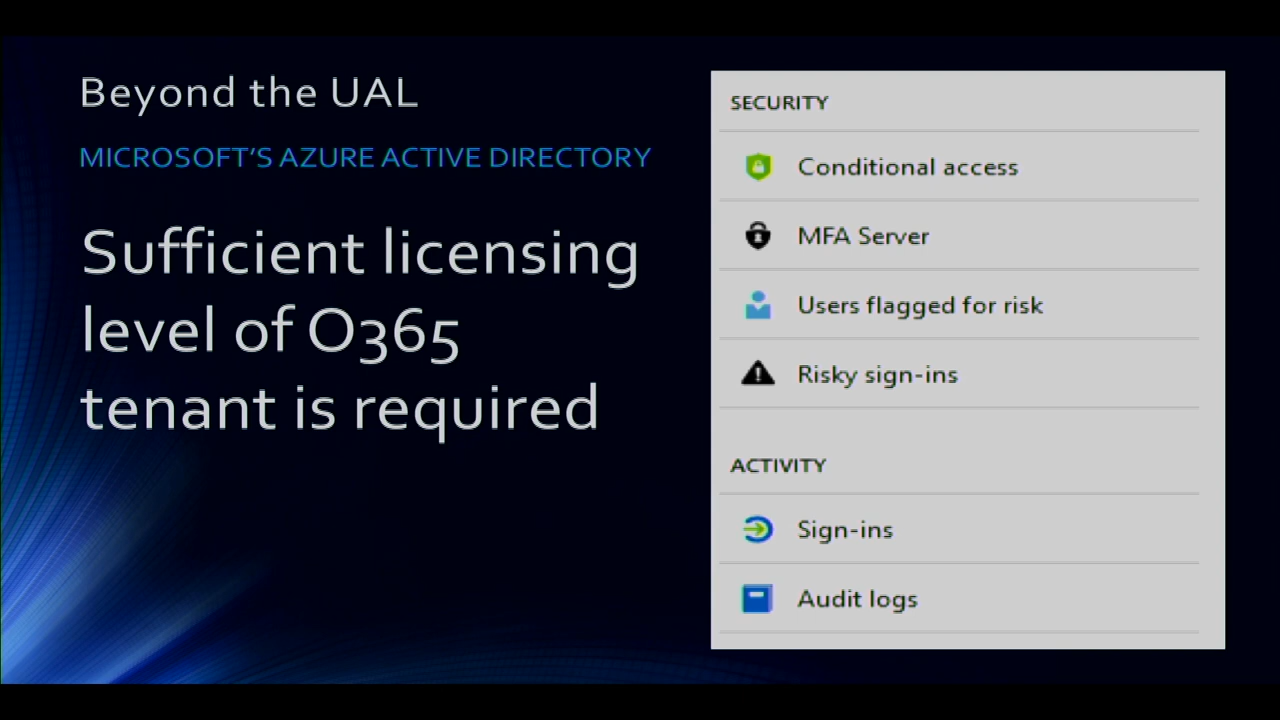 Beyond the UAL
MICROSOFT'S AZURE ACTIVE DIRECTORY
Sufficient licensing
level of O365
tenant is required
SECURITY
Conditional access
MFA Server
Users flagged for risk
Risky sign-ins
ACTIVITY
Sign-ins
Audit logs